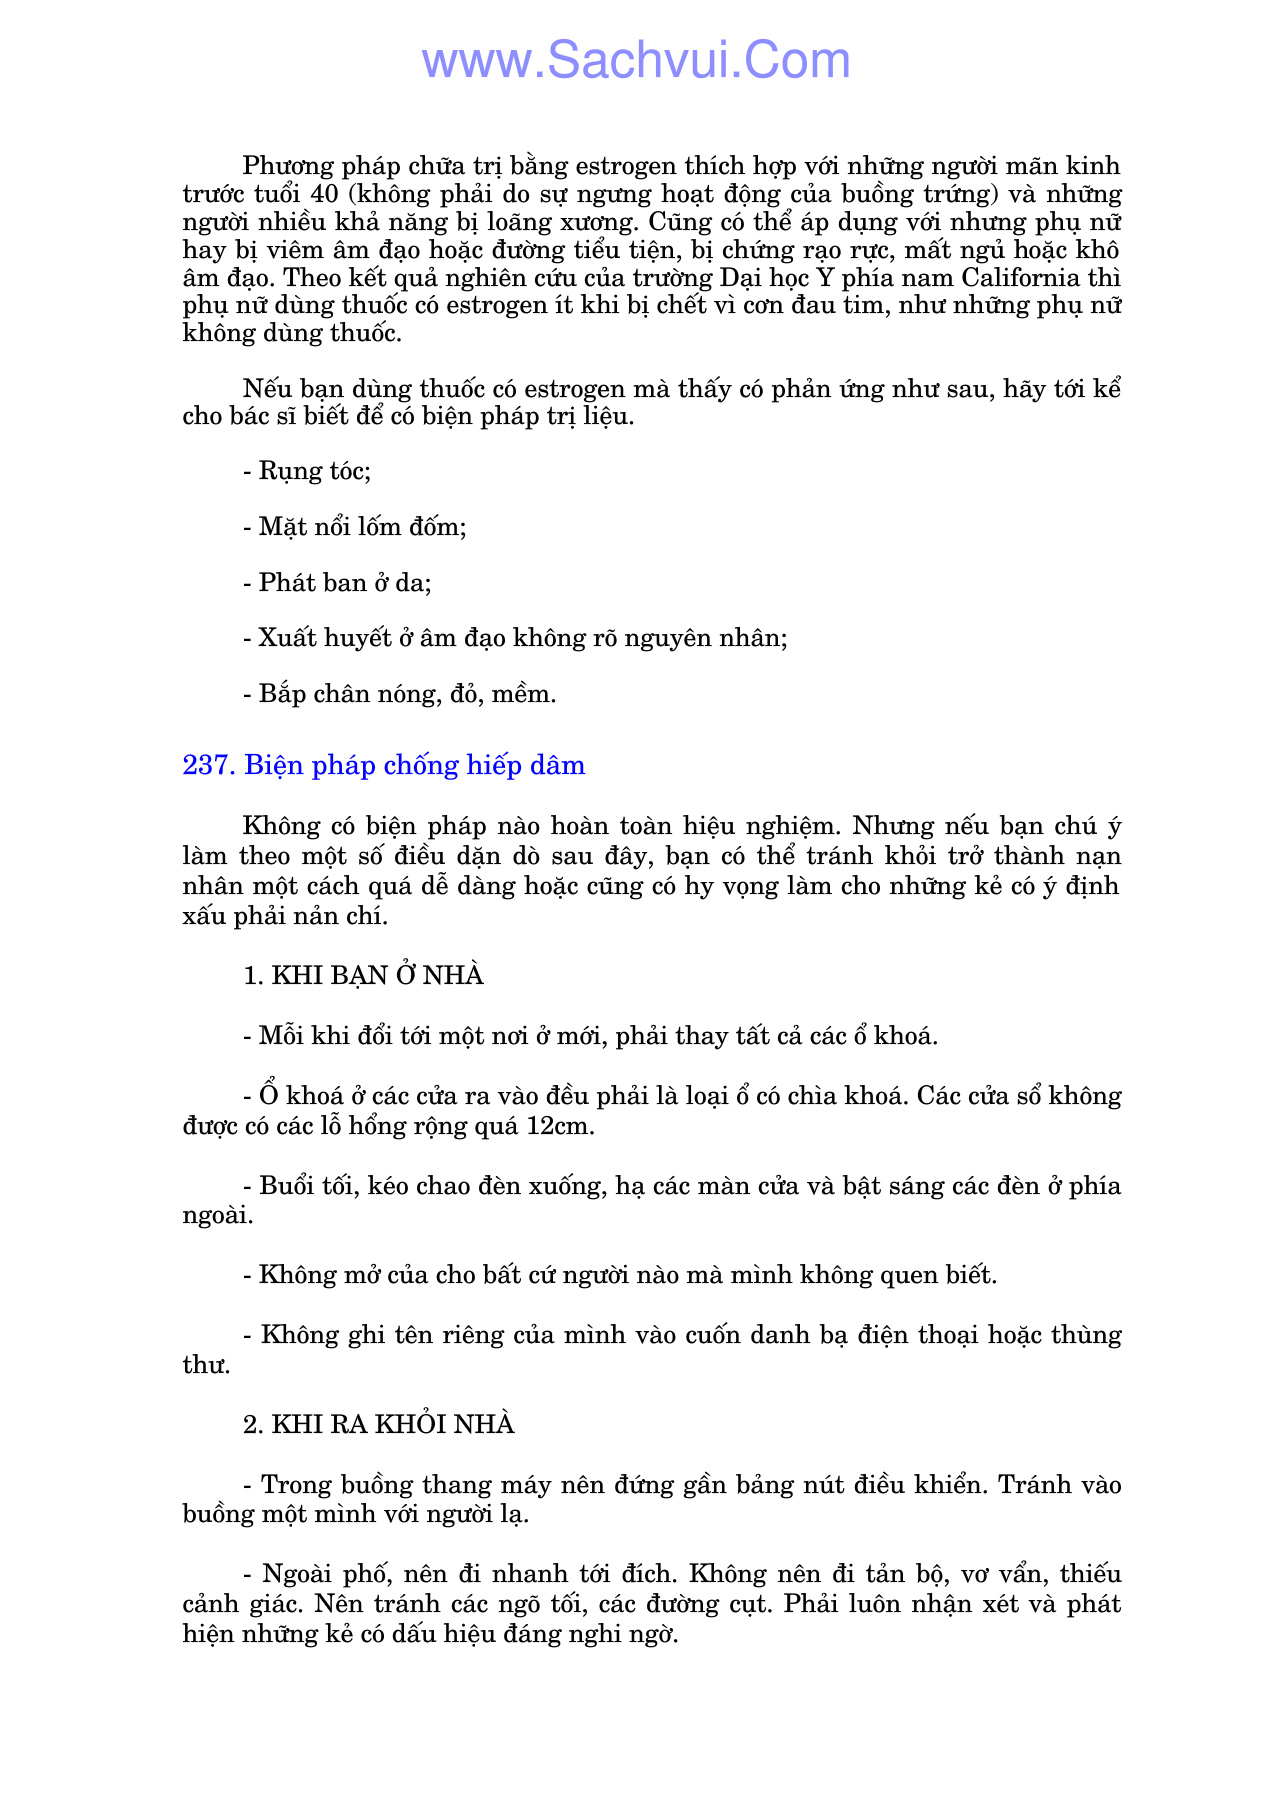 www.Sachvui.Com
Phương pháp chữa trị bằng estrogen thích hợp với những người mãn kinh
trước tuổi 40 (không phải do sự ngưng hoạt động của buồng trứng) và những
người nhiều khả năng bị loãng xương. Cũng có thể áp dụng với nhưng phụ nữ
hay bị viêm âm đạo hoặc đường tiểu tiện, bị chứng rạo rực, mất ngủ hoặc khô
âm đạo. Theo kết quả nghiên cứu của trường Dại học Y phía nam California thì
phụ nữ dùng thuốc có estrogen ít khi bị chết vì cơn đau tim, như những phụ nữ
không dùng thuốc.
Nếu bạn dùng thuốc có estrogen mà thấy có phản ứng như sau, hãy tới kể
cho bác sĩ biết để có biện pháp trị liệu.
- Rụng tóc;
- Mặt nổi lốm đốm;
- Phát ban ở da;
- Xuất huyết ở âm đạo không rõ nguyên nhân;
- Bắp chân nóng, đỏ, mềm.
237. Biện pháp chống hiếp dâm
Không có biện pháp nào hoàn toàn hiệu nghiệm. Nhưng nếu bạn chú ý
làm theo một số điều dặn dò sau đây, bạn có thể tránh khỏi trở thành nạn
nhân một cách quá dễ dàng hoặc cũng có hy vọng làm cho những kẻ có ý định
xấu phải nản chí.
1. KHI BẠN Ở NHÀ
- Mỗi khi đổi tới một nơi ở mới, phải thay tất cả các ổ khoá.
- Ổ khoá ở các cửa ra vào đều phải là loại ổ có chìa khoá. Các cửa sổ không
được có các lỗ hổng rộng quá 12cm.
- Buổi tối, kéo chao đèn xuống, hạ các màn cửa và bật sáng các đèn ở phía
ngoài.
- Không mở của cho bất cứ người nào mà mình không quen biết.
- Không ghi tên riêng của mình vào cuốn danh bạ điện thoại hoặc thùng
thư.
2. KHI RA KHỎI NHÀ
- Trong buồng thang máy nên đứng gần bảng nút điều khiển. Tránh vào
buồng một mình với người lạ.
- Ngoài phố, nên đi nhanh tới đích. Không nên đi tản bộ, vơ vẩn, thiếu
cảnh giác. Nên tránh các ngõ tối, các đường cụt. Phải luôn nhận xét và phát
hiện những kẻ có dấu hiệu đáng nghi ngờ.